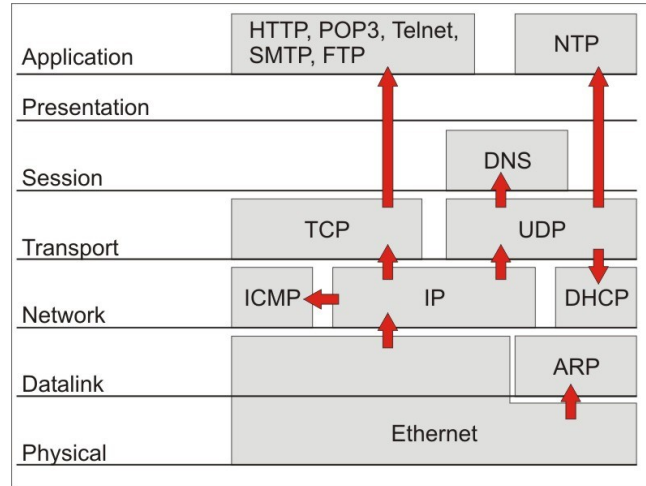 HTTP, POP3, Telnet,
SMTP, FTP
NTP
Application
Presentation
DNS
Session
TCP
UDP
Transport
ICMP
IP
DHCP
Network
ARP
Datalink
Ethernet
Physical